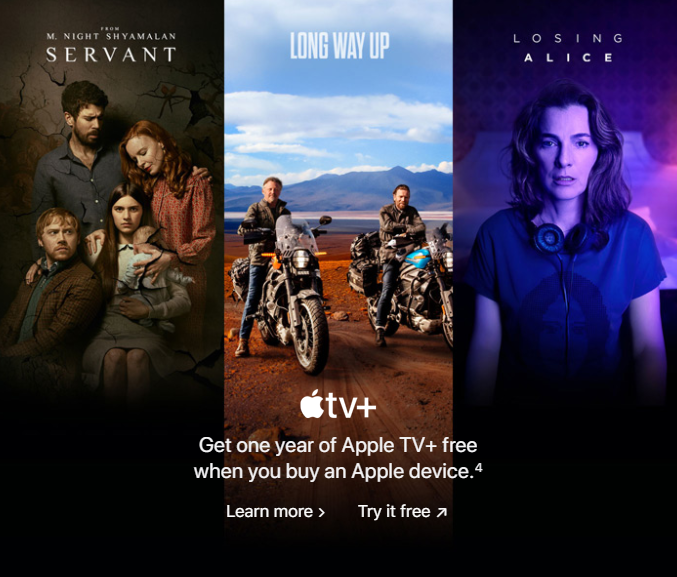 FROM
M. NIGHT SHYAMALAN
SERVANT
LONG WAY UP
LOSING
ALICE
tv+
Get one year of Apple TV+ free
when you buy an Apple device.⁴
Learn more ›
Try it free ↗